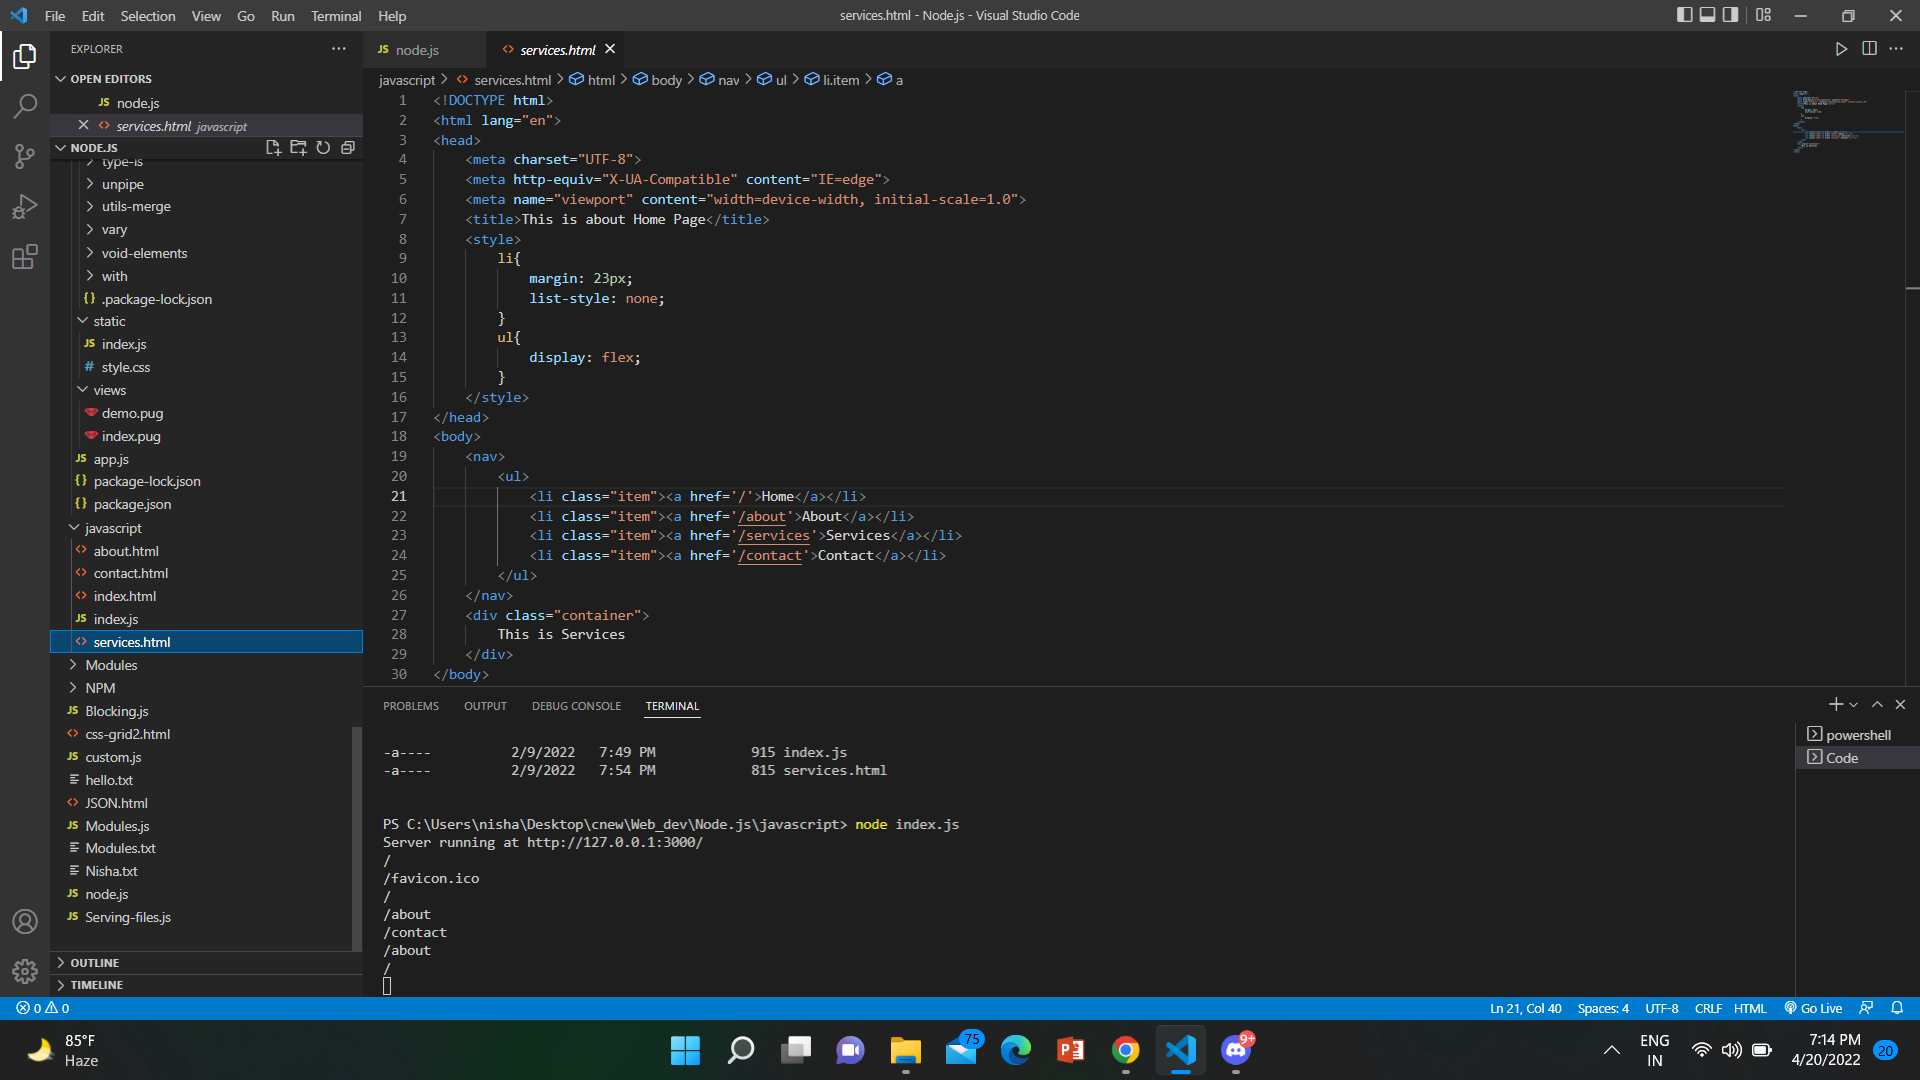 File Edit Selection View Go Run Terminal Help
services.html - Node.js - Visual Studio Code
EXPLORER
OPEN EDITORS
JS node.js
services.html javascript
NODE.JS
type-is
unpipe
utils-merge
vary
void-elements
with
{} .package-lock.json
static
JS index.js
# style.css
views
demo.pug
index.pug
JS app.js
{} package-lock.json
{} package.json
javascript
<> about.html
<> contact.html
<> index.html
JS index.js
<> services.html
Modules
NPM
JS Blocking.js
<> css-grid2.html
JS custom.js
hello.txt
<> JSON.html
JS Modules.js
Modules.txt
Nisha.txt
JS node.js
JS Serving-files.js
OUTLINE
TIMELINE
JS node.js
<> services.html
javascript > <> services.html > html > body > nav > ul > li.item > a
1 <!DOCTYPE html>
2 <html lang="en">
3 <head>
4 <meta charset="UTF-8">
5 <meta http-equiv="X-UA-Compatible" content="IE=edge">
6 <meta name="viewport" content="width=device-width, initial-scale=1.0">
7 <title>This is about Home Page</title>
8 <style>
9 li{
10 margin: 23px;
11 list-style: none;
12 }
13 ul{
14 display: flex;
15 }
16 </style>
17 </head>
18 <body>
19 <nav>
20 <ul>
21 <li class="item"><a href='/'>Home</a></li>
22 <li class="item"><a href='/about'>About</a></li>
23 <li class="item"><a href='/services'>Services</a></li>
24 <li class="item"><a href='/contact'>Contact</a></li>
25 </ul>
26 </nav>
27 <div class="container">
28 This is Services
29 </div>
30 </body>
PROBLEMS OUTPUT DEBUG CONSOLE TERMINAL
-a---- 2/9/2022 7:49 PM 915 index.js
-a---- 2/9/2022 7:54 PM 815 services.html
PS C:\Users\nisha\Desktop\cnew\Web_dev\Node.js\javascript> node index.js
Server running at http://127.0.0.1:3000/
/
/favicon.ico
/
/about
/contact
/about
/
powershell
Code
0 0
Ln 21, Col 40 Spaces: 4 UTF-8 CRLF HTML Go Live
85°F
Haze
75
9+
ENG
IN
7:14 PM
4/20/2022
20